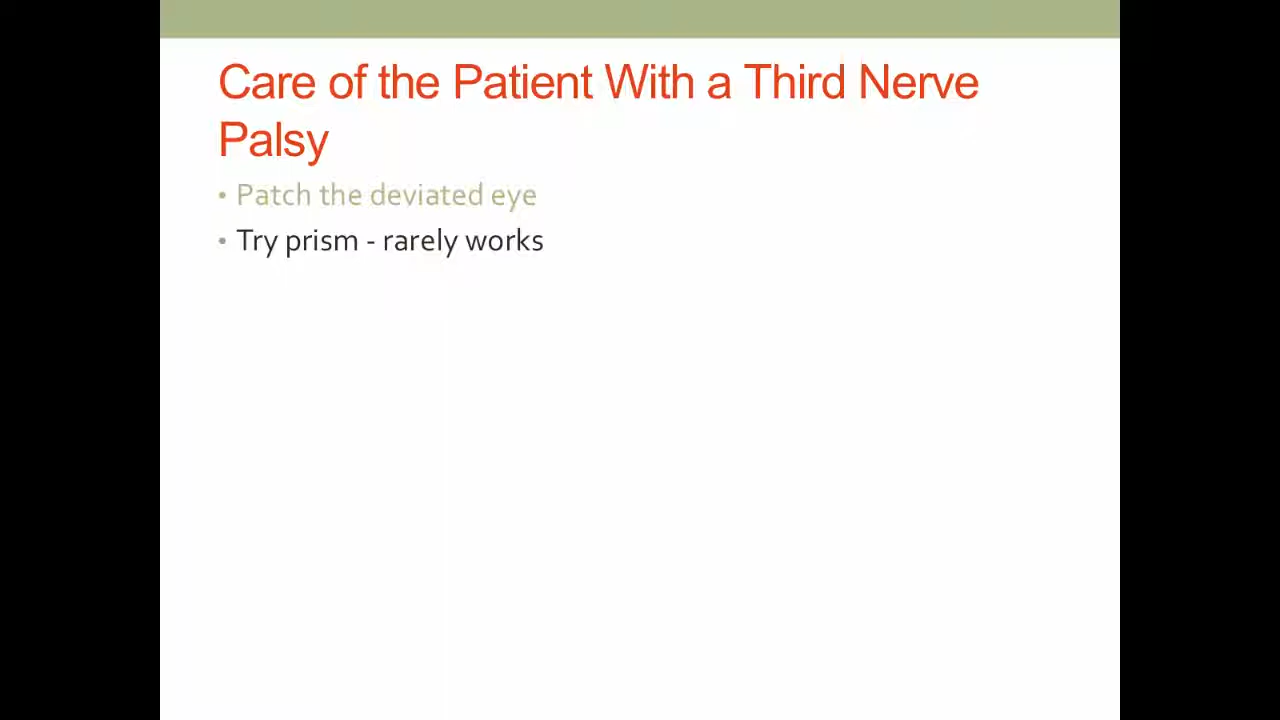 Care of the Patient With a Third Nerve
Palsy
• Patch the deviated eye
• Try prism - rarely works